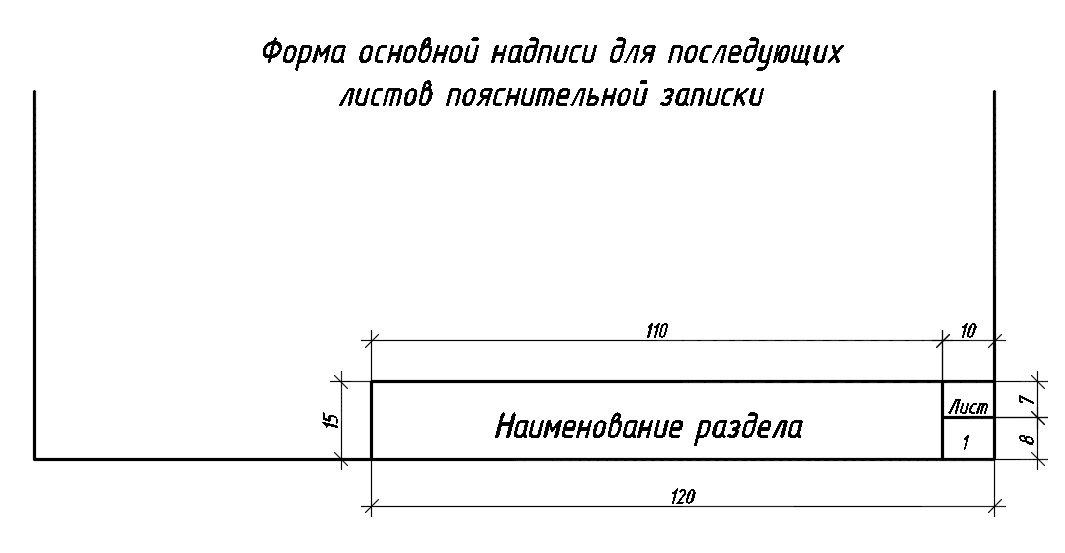 Форма основной надписи для последующих
листов пояснительной записки
110
10
15
Наименование раздела
Лист
7
1
8
120